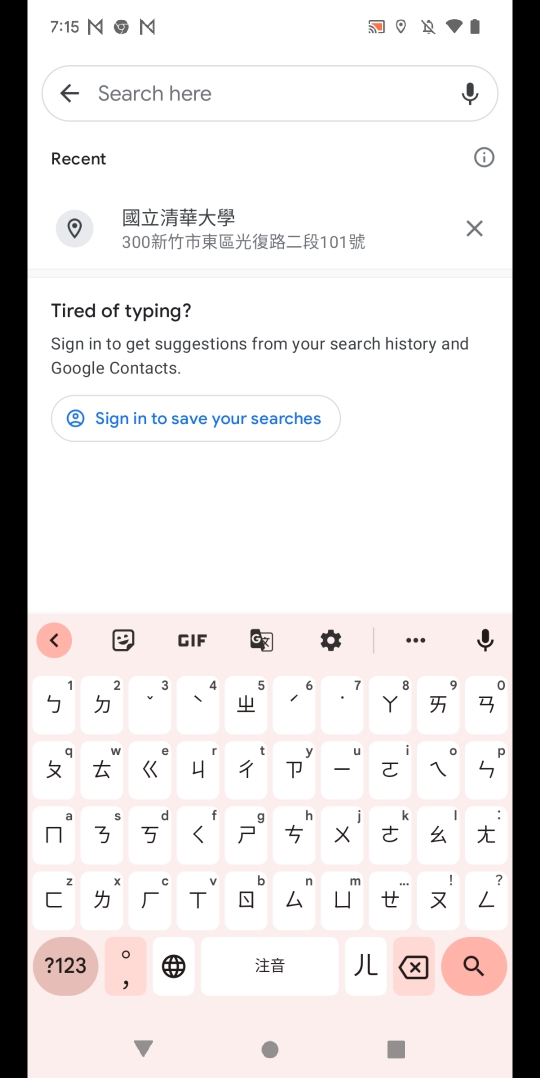 7:15
Search here
Recent
國立清華大學
300新竹市東區光復路二段101號
Tired of typing?
Sign in to get suggestions from your search history and
Google Contacts.
Sign in to save your searches
GIF
1 2 3 4 5 6 7 8 9 0
ㄅ ㄉ ˇ ˋ ㄓ ˊ ˙ ㄚ ㄞ ㄢ
q w e r t y u i o p
ㄆ ㄊ ㄍ ㄐ ㄔ ㄗ ㄧ ㄛ ㄟ ㄣ
a s d f g h j k l :
ㄇ ㄋ ㄎ ㄑ ㄕ ㄘ ㄨ ㄜ ㄠ ㄤ
z x c v b n m ... ! ?
ㄈ ㄌ ㄏ ㄒ ㄖ ㄙ ㄩ ㄝ ㄡ ㄥ
?123 ° , 注音 ㄦ